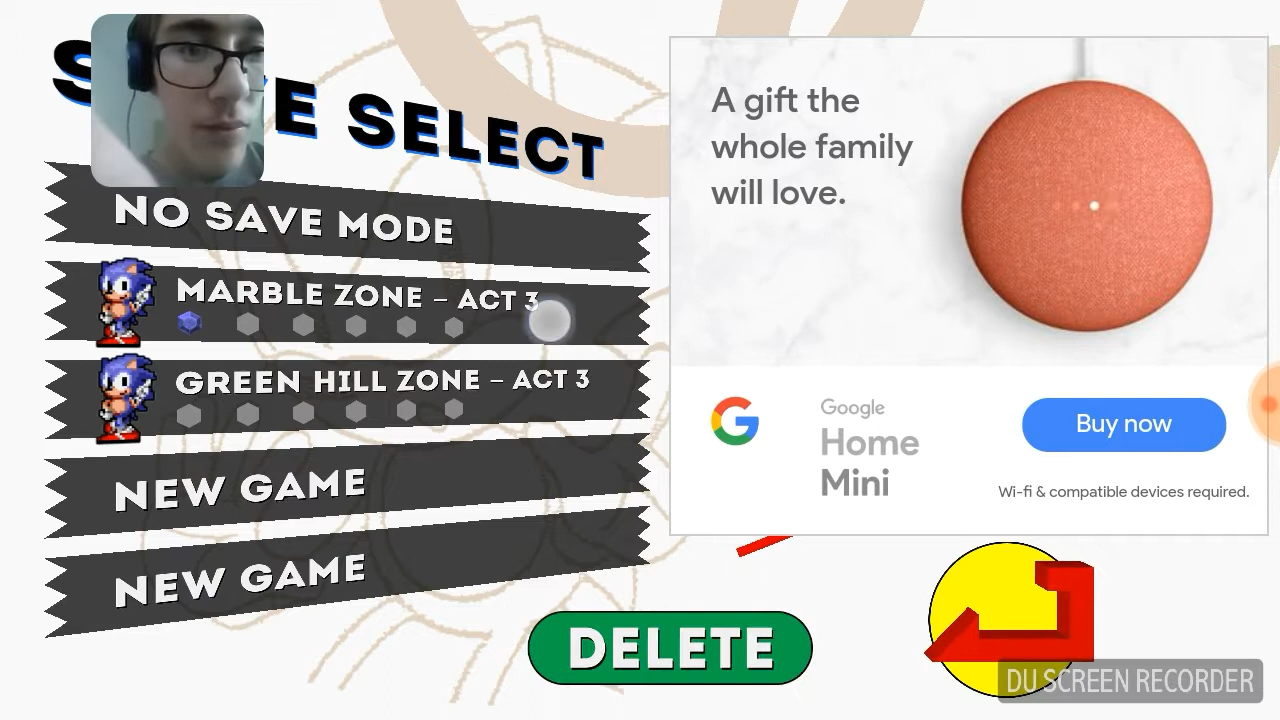 SAVE SELECT
NO SAVE MODE
MARBLE ZONE – ACT 3
GREEN HILL ZONE – ACT 3
NEW GAME
NEW GAME
DELETE
A gift the
whole family
will love.
Google
Home
Mini
Buy now
Wi-fi & compatible devices required.
DU SCREEN RECORDER